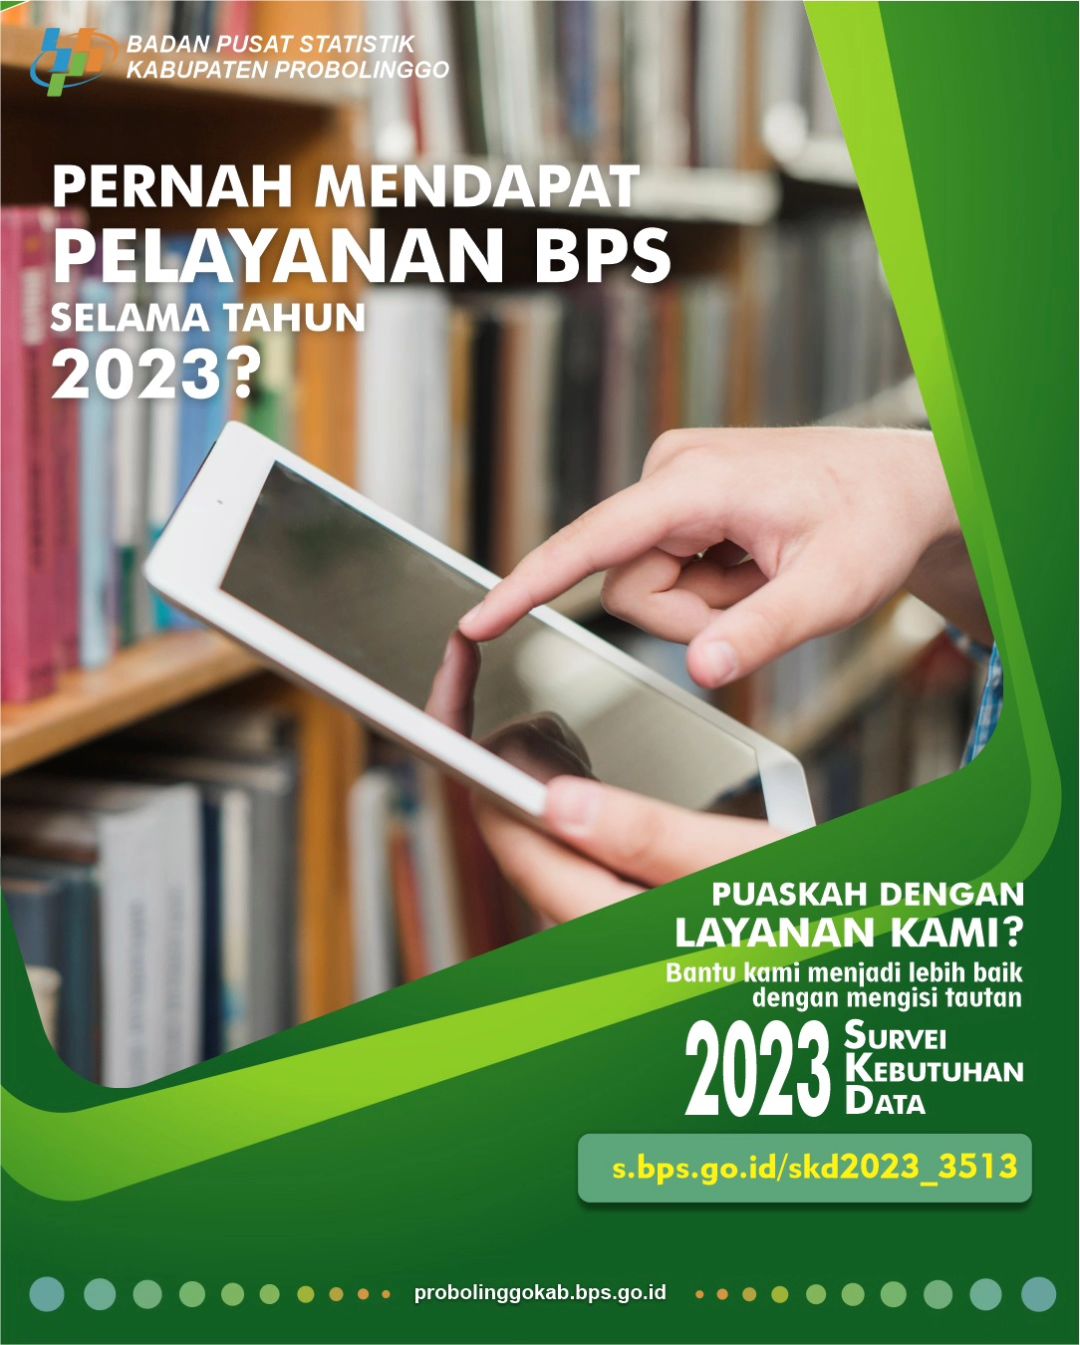 BADAN PUSAT STATISTIK
KABUPATEN PROBOLINGGO
PERNAH MENDAPAT
PELAYANAN BPS
SELAMA TAHUN
2023?
PUASKAH DENGAN
LAYANAN KAMI?
Bantu kami menjadi lebih baik
dengan mengisi tautan
2023 SURVEI
KEBUTUHAN
DATA
s.bps.go.id/skd2023_3513
probolinggokab.bps.go.id